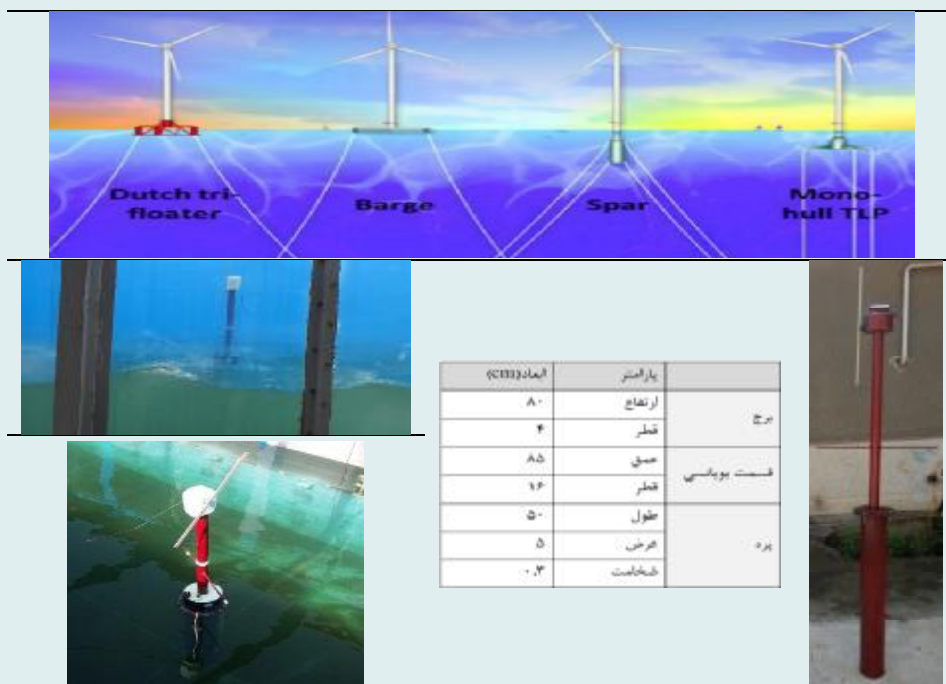 Dutch tri-
floater
Barge
Spar
Mono-
hull TLP
پارامتر ابعاد(cm)
برج ارتفاع ۸۰
قطر ۴
قسمت بویانسی عمق ۸۵
قطر ۱۶
پره طول ۵۰
عرض ۵
ضخامت ۰.۳